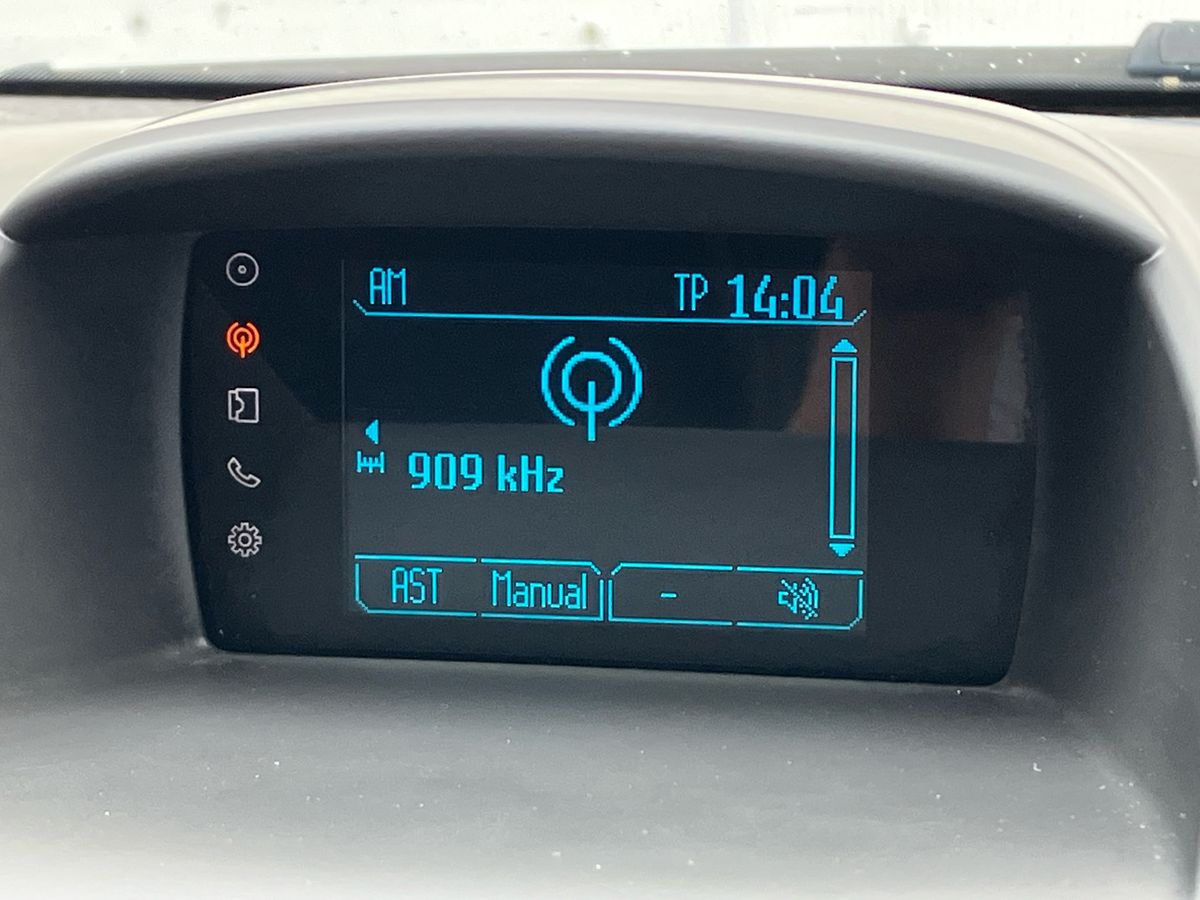 AM TP 14:04
909 kHz
AST Manual -